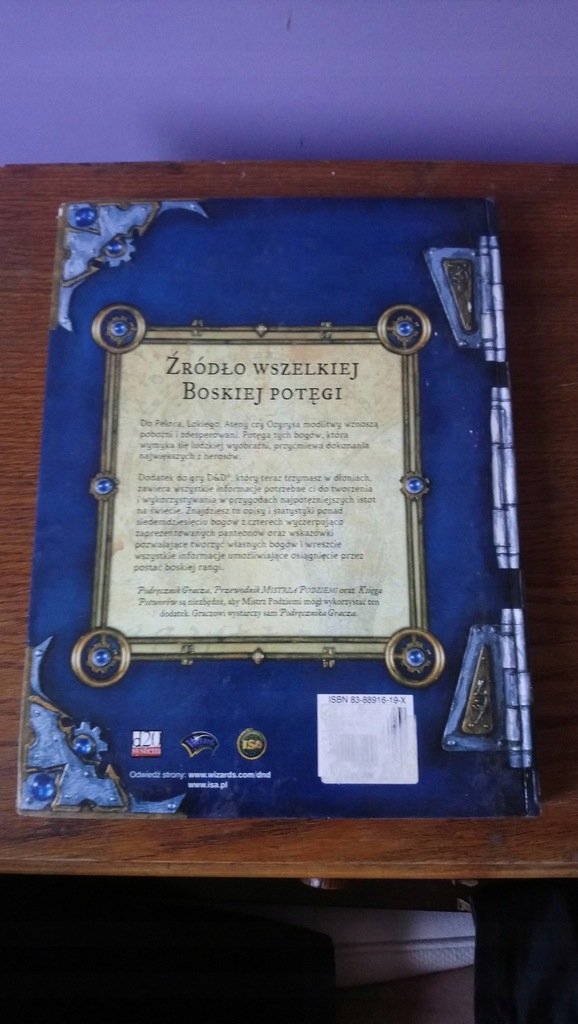 Źródło wszelkiej
Boskiej potęgi
Do Pelora, Lokiego, Ateny czy Ozyrysa modlitwy wznoszą
pobożni i zdesperowani. Potęga tych bogów, która
wymyka się ludzkiej wyobraźni, przyćmiewa dokonania
największych z herosów.
Dodatek do gry D&D®, który teraz trzymasz w dłoniach,
zawiera wszystkie informacje potrzebne ci do tworzenia
i wykorzystywania w przygodach najpotężniejszych istot
na świecie. Znajdziesz tu opisy i statystyki ponad
siedemdziesięciu bogów z czterech wyczerpująco
zaprezentowanych panteonów oraz wskazówki
pozwalające tworzyć własnych bogów i wreszcie
wszystkie informacje umożliwiające osiągnięcie przez
postać boskiej rangi.
Podręcznik Gracza, Przewodnik Mistrza Podziemi oraz Księga
Potworów są niezbędne, aby Mistrz Podziemi mógł wykorzystać ten
dodatek. Graczowi wystarczy sam Podręcznik Gracza.
ISBN 83-88916-19-X
d20
system
ISA
Odwiedź strony: www.wizards.com/dnd
www.isa.pl